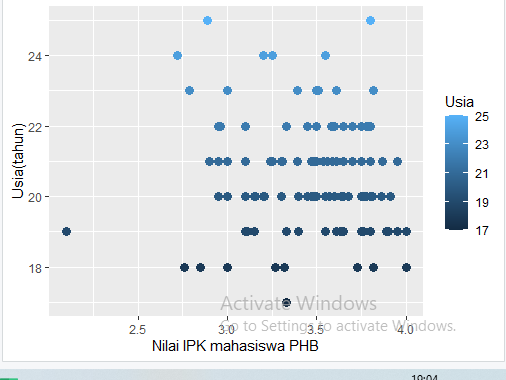 24
22
20
18
Usia(tahun)
2.5
3.0
3.5
4.0
Nilai IPK mahasiswa PHB
Usia
25
23
21
19
17
Activate Windows
Go to Settings to activate Windows.
19:04